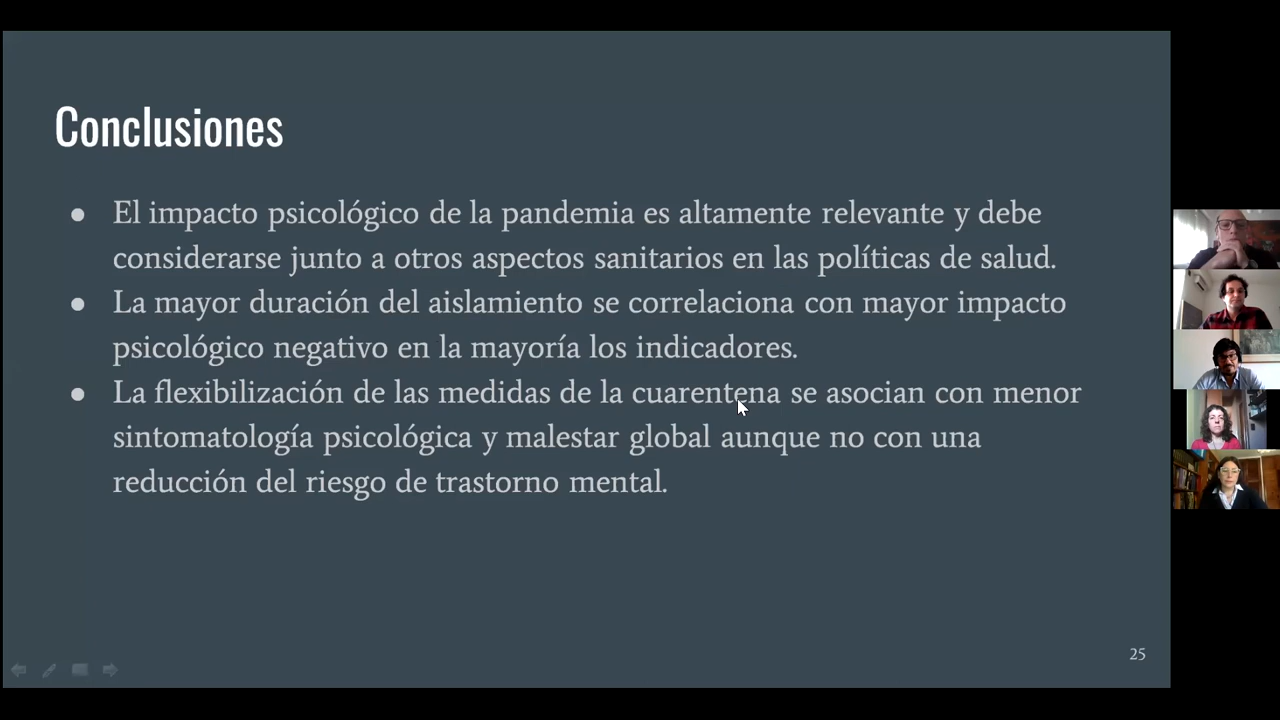 Conclusiones
● El impacto psicológico de la pandemia es altamente relevante y debe
considerarse junto a otros aspectos sanitarios en las políticas de salud.
● La mayor duración del aislamiento se correlaciona con mayor impacto
psicológico negativo en la mayoría los indicadores.
● La flexibilización de las medidas de la cuarentena se asocian con menor
sintomatología psicológica y malestar global aunque no con una
reducción del riesgo de trastorno mental.
25